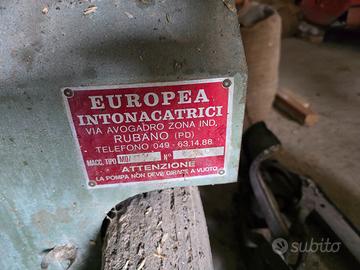 EUROPEA
INTONACATRICI
VIA AVOGADRO ZONA IND.
RUBANO (PD)
TELEFONO 049 - 63.14.88
MACC. TIPO N°
ATTENZIONE
LA POMPA NON DEVE GIRARE A VUOTO
subito